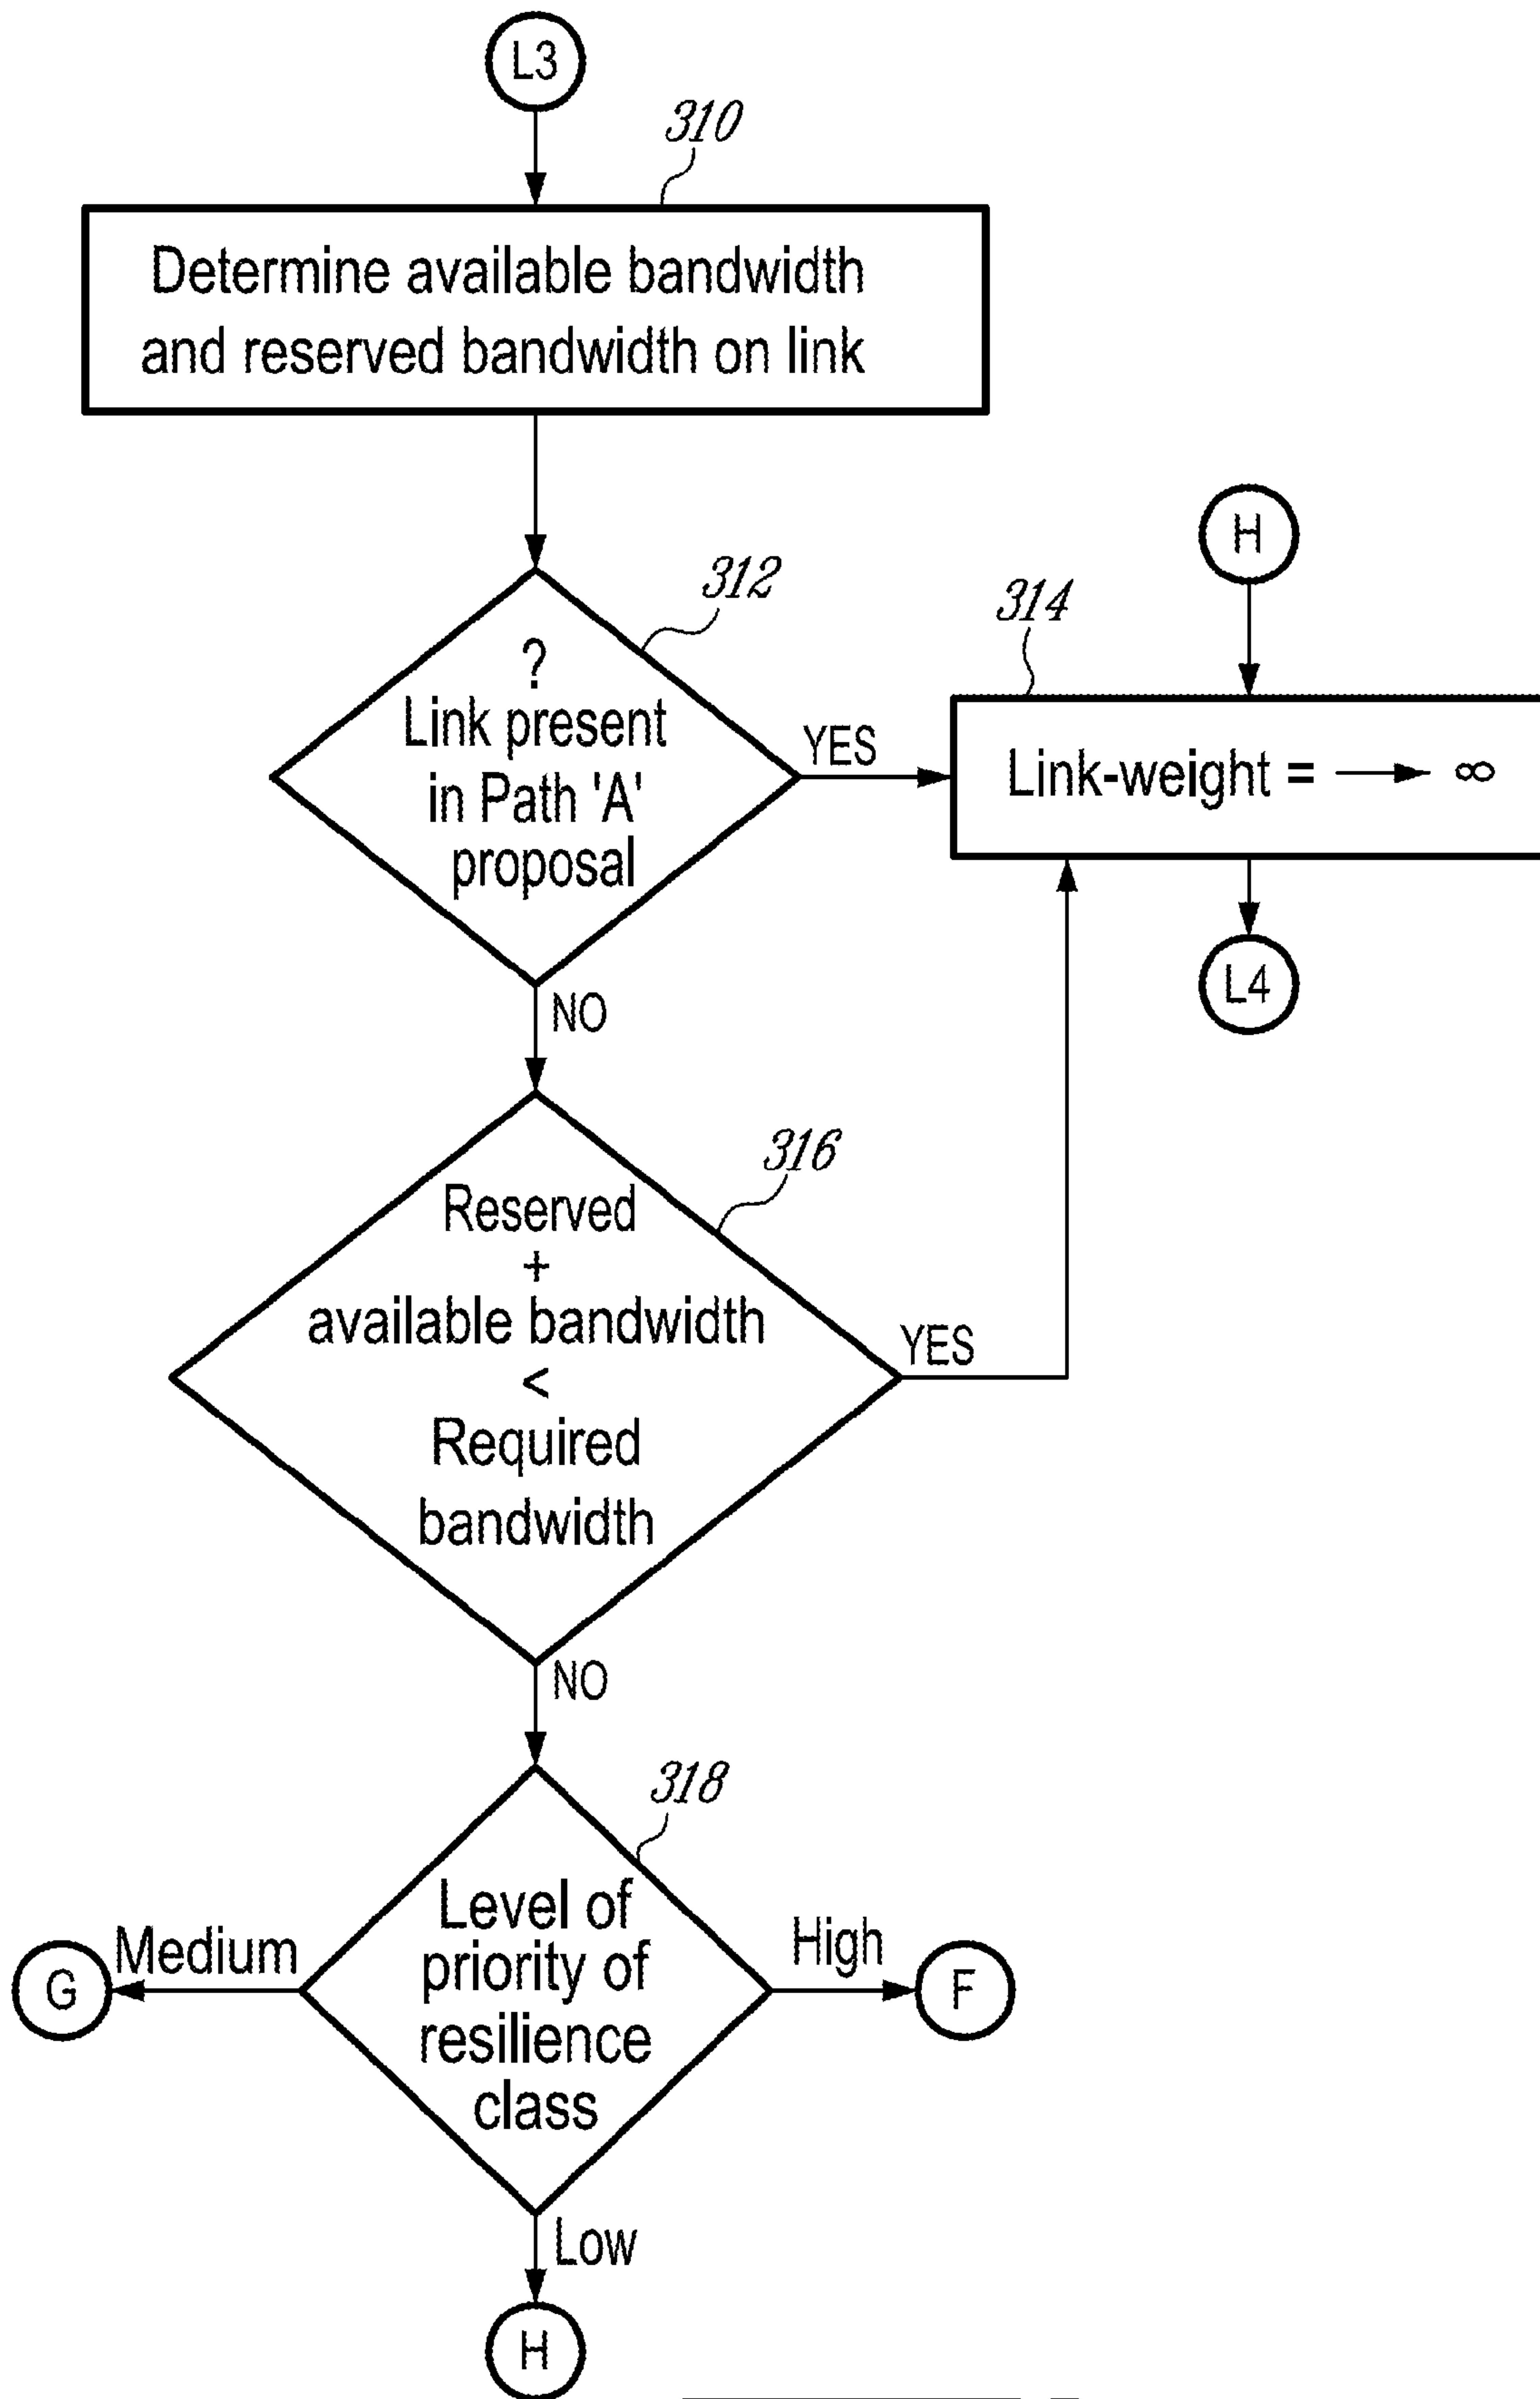 L3
310
Determine available bandwidth
and reserved bandwidth on link
312
?
Link present
in Path 'A'
proposal
YES
H
314
Link-weight = → ∞
L4
NO
316
Reserved
+
available bandwidth
<
Required
bandwidth
YES
NO
318
Level of
priority of
resilience
class
Medium
G
High
F
Low
H